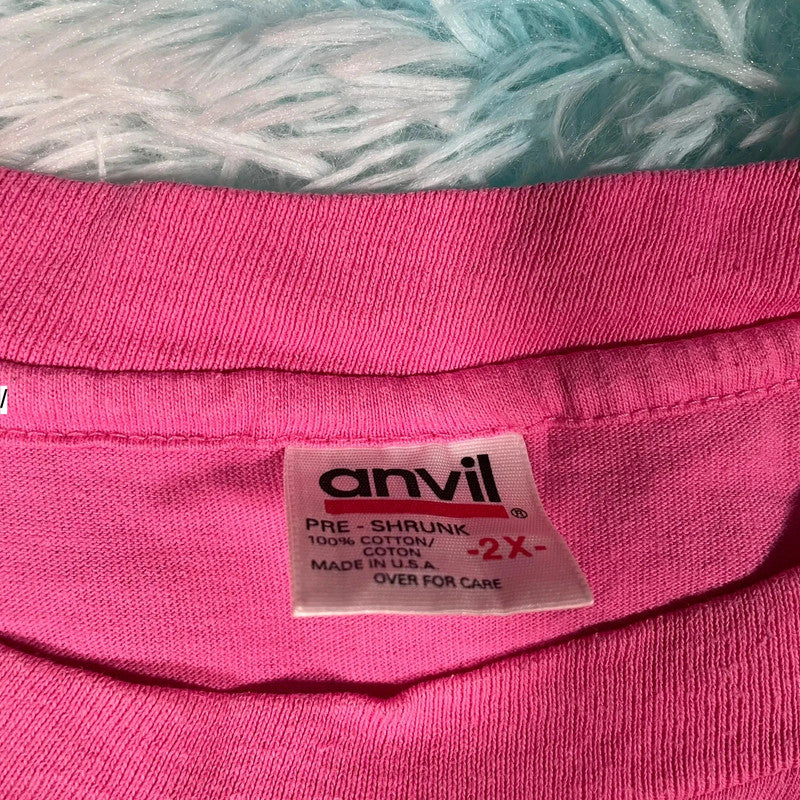 /
anvil
®
PRE - SHRUNK
100% COTTON/
COTON
-2X-
MADE IN U.S.A.
OVER FOR CARE